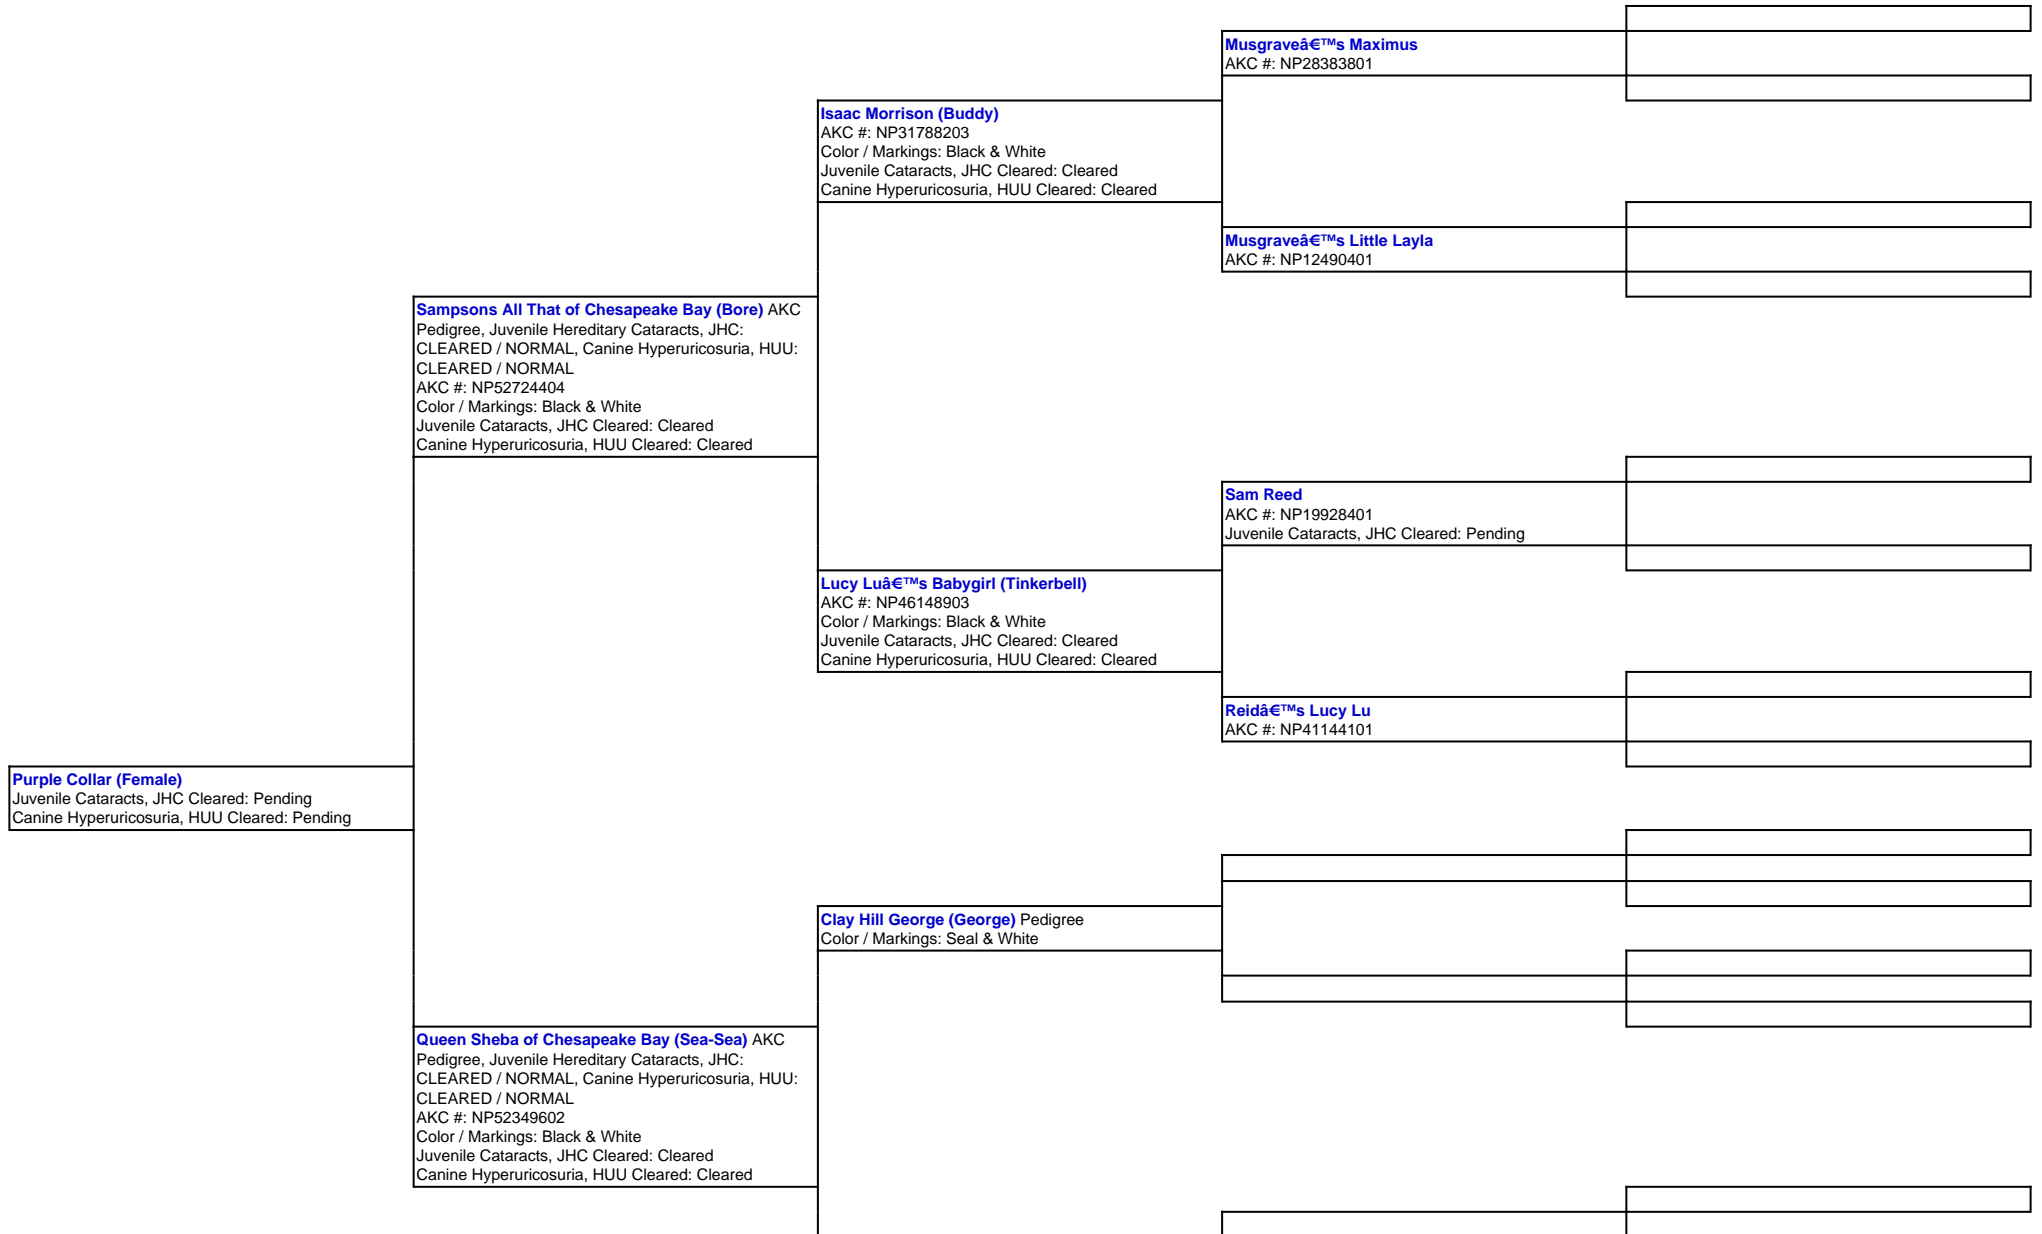 Musgraveâ€™s Maximus
AKC #: NP28383801
Isaac Morrison (Buddy)
AKC #: NP31788203
Color / Markings: Black & White
Juvenile Cataracts, JHC Cleared: Cleared
Canine Hyperuricosuria, HUU Cleared: Cleared
Musgraveâ€™s Little Layla
AKC #: NP12490401
Sampsons All That of Chesapeake Bay (Bore) AKC
Pedigree, Juvenile Hereditary Cataracts, JHC:
CLEARED / NORMAL, Canine Hyperuricosuria, HUU:
CLEARED / NORMAL
AKC #: NP52724404
Color / Markings: Black & White
Juvenile Cataracts, JHC Cleared: Cleared
Canine Hyperuricosuria, HUU Cleared: Cleared
Sam Reed
AKC #: NP19928401
Juvenile Cataracts, JHC Cleared: Pending
Lucy Luâ€™s Babygirl (Tinkerbell)
AKC #: NP46148903
Color / Markings: Black & White
Juvenile Cataracts, JHC Cleared: Cleared
Canine Hyperuricosuria, HUU Cleared: Cleared
Reidâ€™s Lucy Lu
AKC #: NP41144101
Purple Collar (Female)
Juvenile Cataracts, JHC Cleared: Pending
Canine Hyperuricosuria, HUU Cleared: Pending
Clay Hill George (George) Pedigree
Color / Markings: Seal & White
Queen Sheba of Chesapeake Bay (Sea-Sea) AKC
Pedigree, Juvenile Hereditary Cataracts, JHC:
CLEARED / NORMAL, Canine Hyperuricosuria, HUU:
CLEARED / NORMAL
AKC #: NP52349602
Color / Markings: Black & White
Juvenile Cataracts, JHC Cleared: Cleared
Canine Hyperuricosuria, HUU Cleared: Cleared